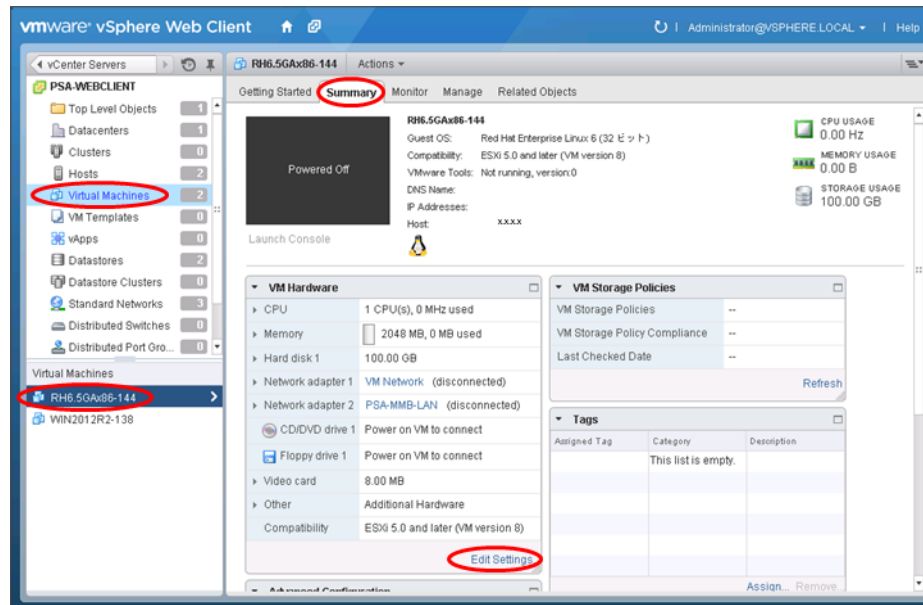 vmware® vSphere Web Client
Administrator@VSPHERE.LOCAL
Help
vCenter Servers
PSA-WEBCLIENT
Top Level Objects 1
Datacenters 1
Clusters 0
Hosts 2
Virtual Machines 2
VM Templates 0
vApps 0
Datastores 2
Datastore Clusters 0
Standard Networks 3
Distributed Switches 0
Distributed Port Gro... 0
Virtual Machines
RH6.5GAx86-144
WIN2012R2-138
RH6.5GAx86-144 Actions
Getting Started Summary Monitor Manage Related Objects
Powered Off
Launch Console
RH6.5GAx86-144
Guest OS: Red Hat Enterprise Linux 6 (32 ビット)
Compatibility: ESXi 5.0 and later (VM version 8)
VMware Tools: Not running, version:0
DNS Name:
IP Addresses:
Host: xxxx
CPU USAGE
0.00 Hz
MEMORY USAGE
0.00 B
STORAGE USAGE
100.00 GB
VM Hardware
CPU 1 CPU(s), 0 MHz used
Memory 2048 MB, 0 MB used
Hard disk 1 100.00 GB
Network adapter 1 VM Network (disconnected)
Network adapter 2 PSA-MMB-LAN (disconnected)
CD/DVD drive 1 Power on VM to connect
Floppy drive 1 Power on VM to connect
Video card 8.00 MB
Other Additional Hardware
Compatibility ESXi 5.0 and later (VM version 8)
Edit Settings
Advanced Configuration
VM Storage Policies
VM Storage Policies --
VM Storage Policy Compliance --
Last Checked Date --
Refresh
Tags
Assigned Tag Category Description
This list is empty.
Assign... Remove